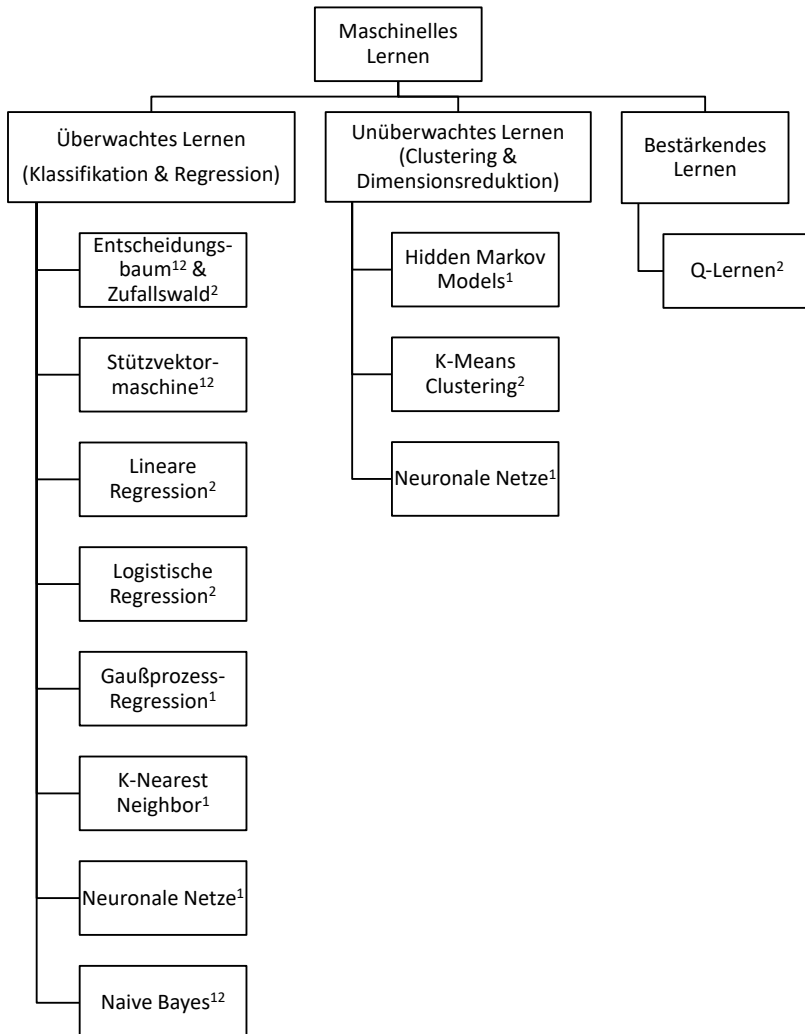 Maschinelles
Lernen
Überwachtes Lernen
(Klassifikation & Regression)
Unüberwachtes Lernen
(Clustering &
Dimensionsreduktion)
Bestärkendes
Lernen
Entscheidungs-
baum¹² &
Zufallswald²
Stützvektor-
maschine¹²
Lineare
Regression²
Logistische
Regression²
Gaußprozess-
Regression¹
K-Nearest
Neighbor¹
Neuronale Netze¹
Naive Bayes¹²
Hidden Markov
Models¹
K-Means
Clustering²
Neuronale Netze¹
Q-Lernen²